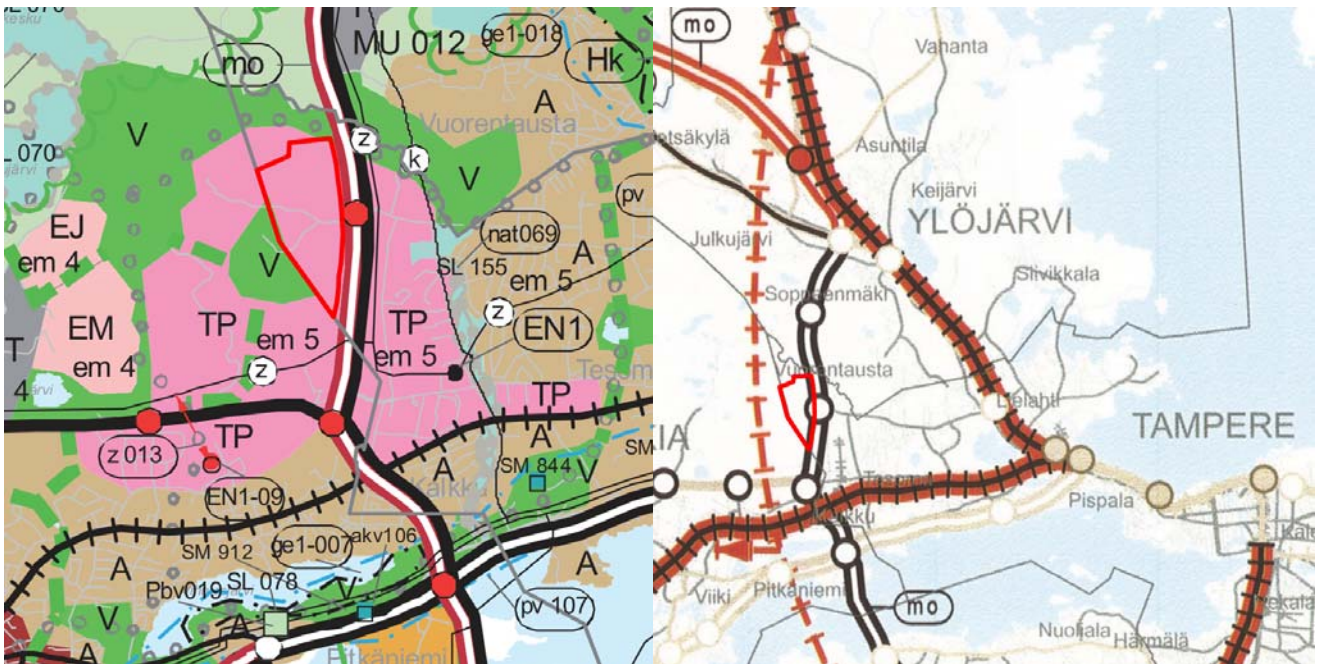 MU 012
ge1-018
mo
Hk
A
V
Vuorentausta
A
z
k
L 070
V
pv
EJ
em 4
nat069
V
SL 155
A
em 5
z
EM
em 4
TP
em 5
TP
em 5
EN1
z
T
4
TP
TP
z 013
A
SM 844
V
SM
EN1-09
A
Kalkku
SM 912
ge1-007
akv106
A
Pbv019
SL 078
V
A
A
V
pv 107
A
Pitkäniemi
mo
Vahanta
Asuntila
Keijärvi
YLÖJÄRVI
Julkujärvi
Siivikkala
Soppeenmäki
Vuorentausta
Lielahti
TAMPERE
Pispala
Viiki
Pitkäniemi
mo
Nuoliala
Härmälä